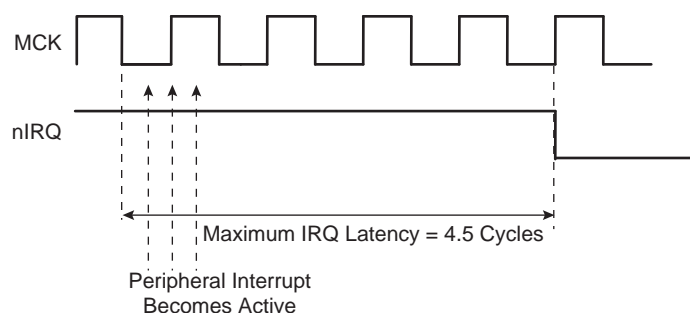 MCK
nIRQ
Maximum IRQ Latency = 4.5 Cycles
Peripheral Interrupt
Becomes Active